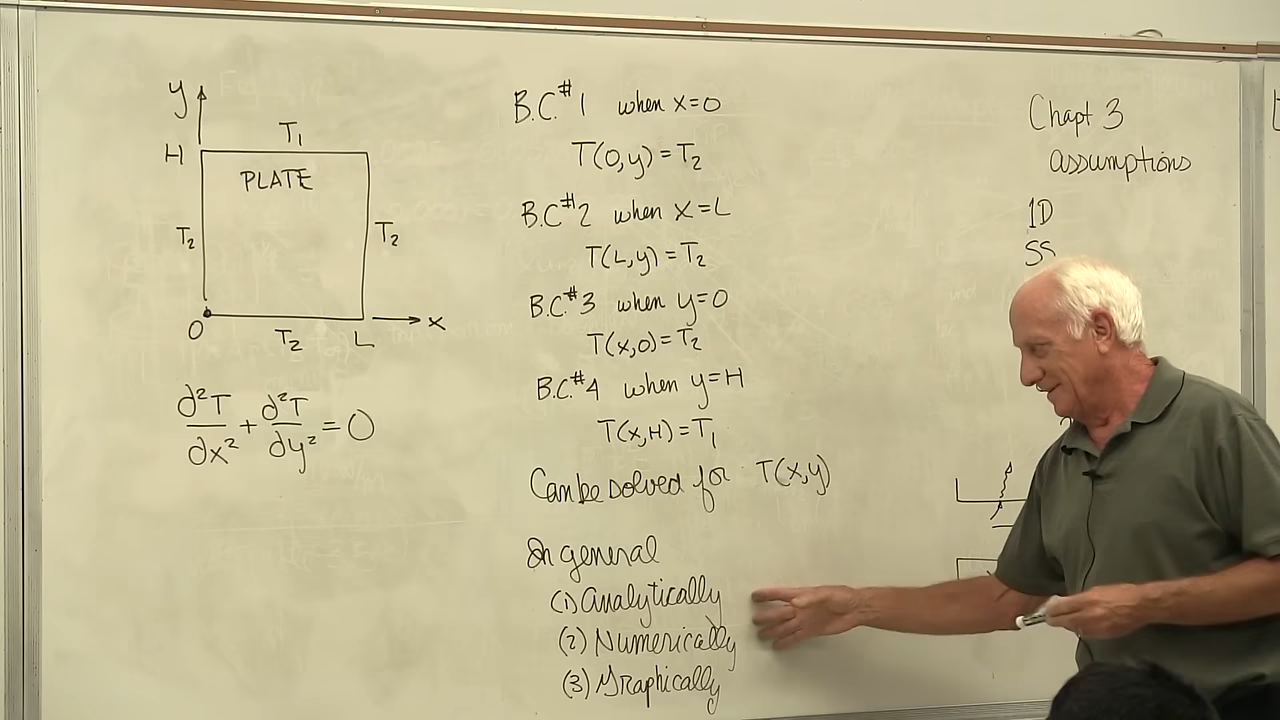 y
H
T₁
PLATE
T₂
T₂
O
T₂
L
x
∂²T/∂x² + ∂²T/∂y² = 0
B.C.#1 when x=0
T(0,y)=T₂
B.C#2 when x=L
T(L,y)=T₂
B.C#3 when y=0
T(x,0)=T₂
B.C.#4 when y=H
T(x,H)=T₁
Can be solved for T(x,y)
In general
(1) Analytically
(2) Numerically
(3) Graphically
Chapt 3
assumptions
1D
SS